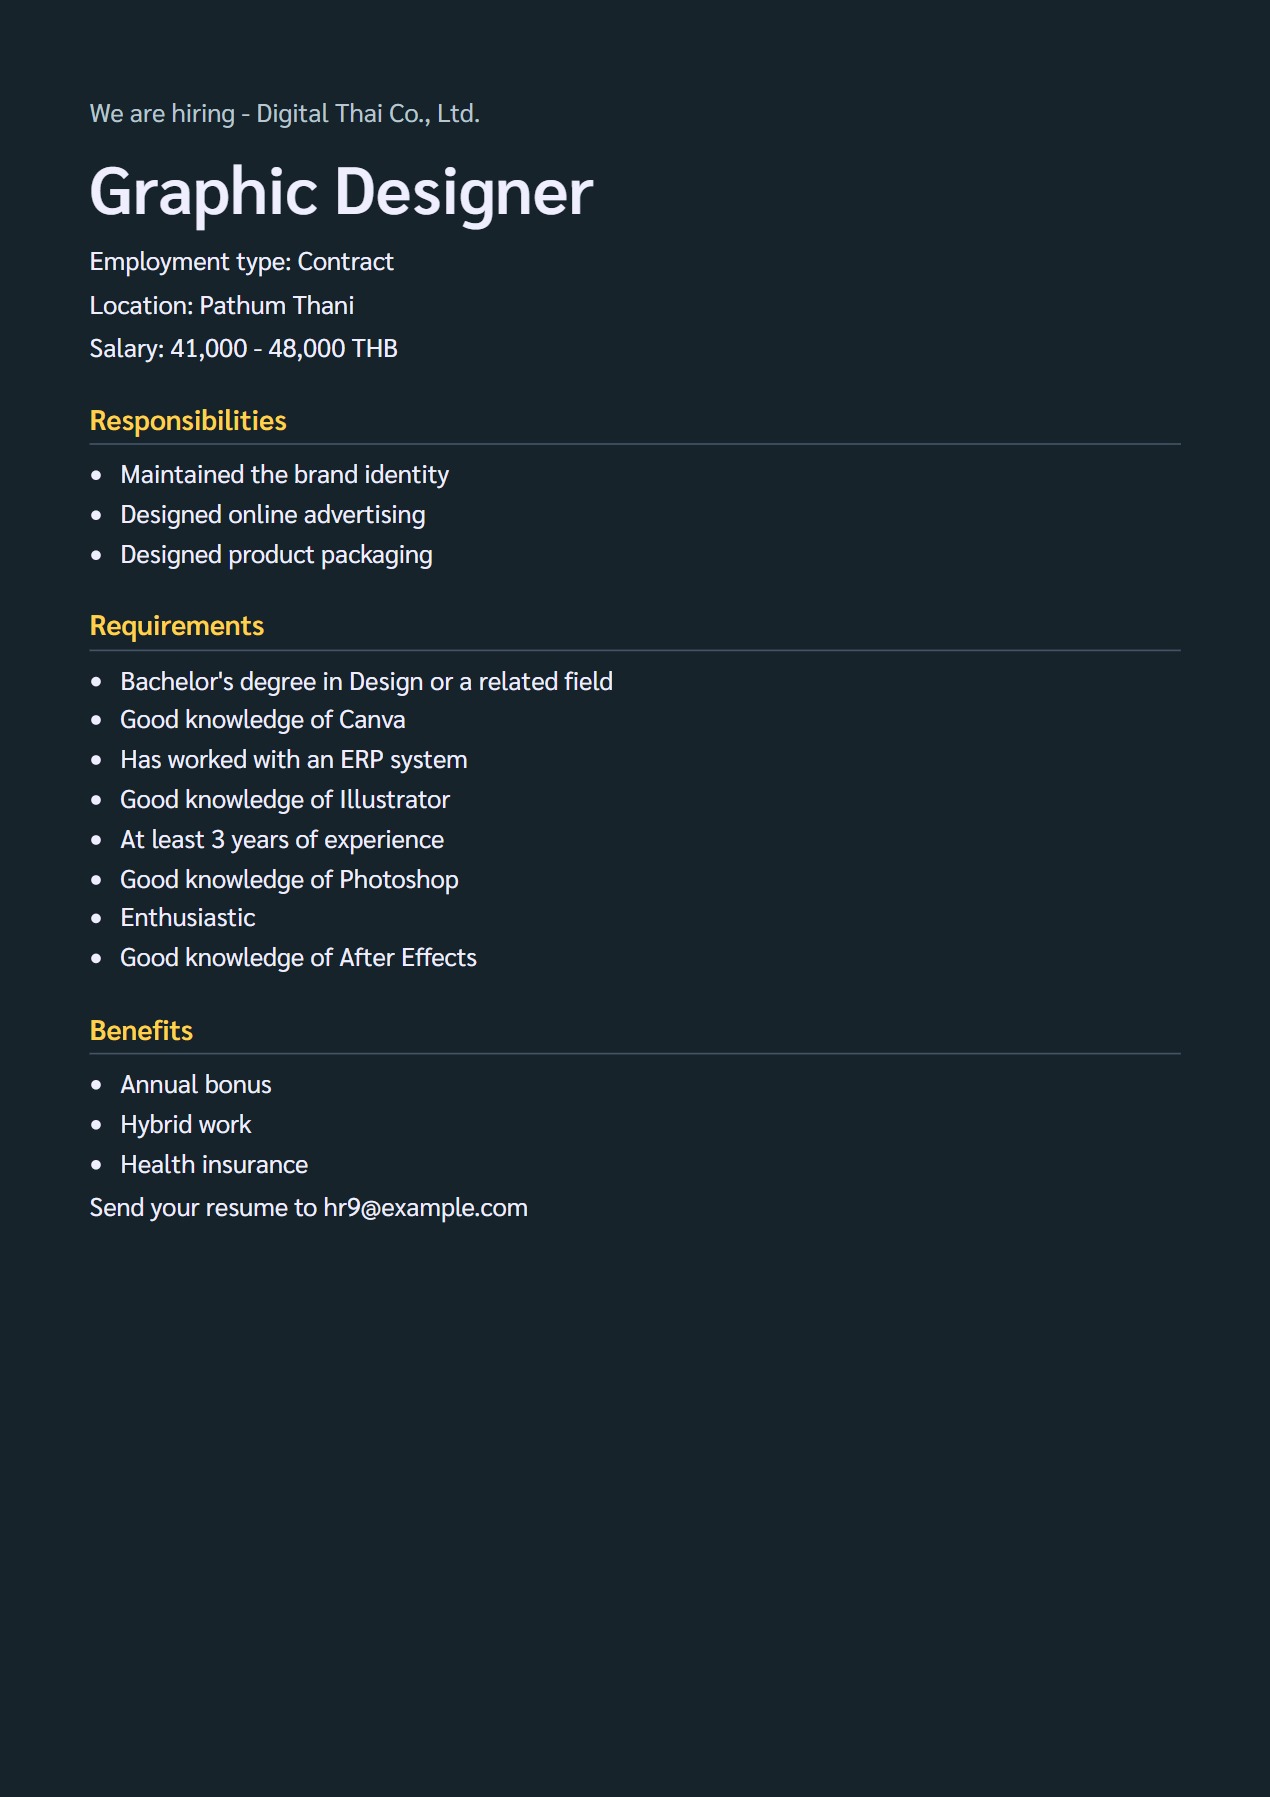 We are hiring - Digital Thai Co., Ltd.
Graphic Designer
Employment type: Contract
Location: Pathum Thani
Salary: 41,000 - 48,000 THB
Responsibilities
• Maintained the brand identity
• Designed online advertising
• Designed product packaging
Requirements
• Bachelor's degree in Design or a related field
• Good knowledge of Canva
• Has worked with an ERP system
• Good knowledge of Illustrator
• At least 3 years of experience
• Good knowledge of Photoshop
• Enthusiastic
• Good knowledge of After Effects
Benefits
• Annual bonus
• Hybrid work
• Health insurance
Send your resume to hr9@example.com